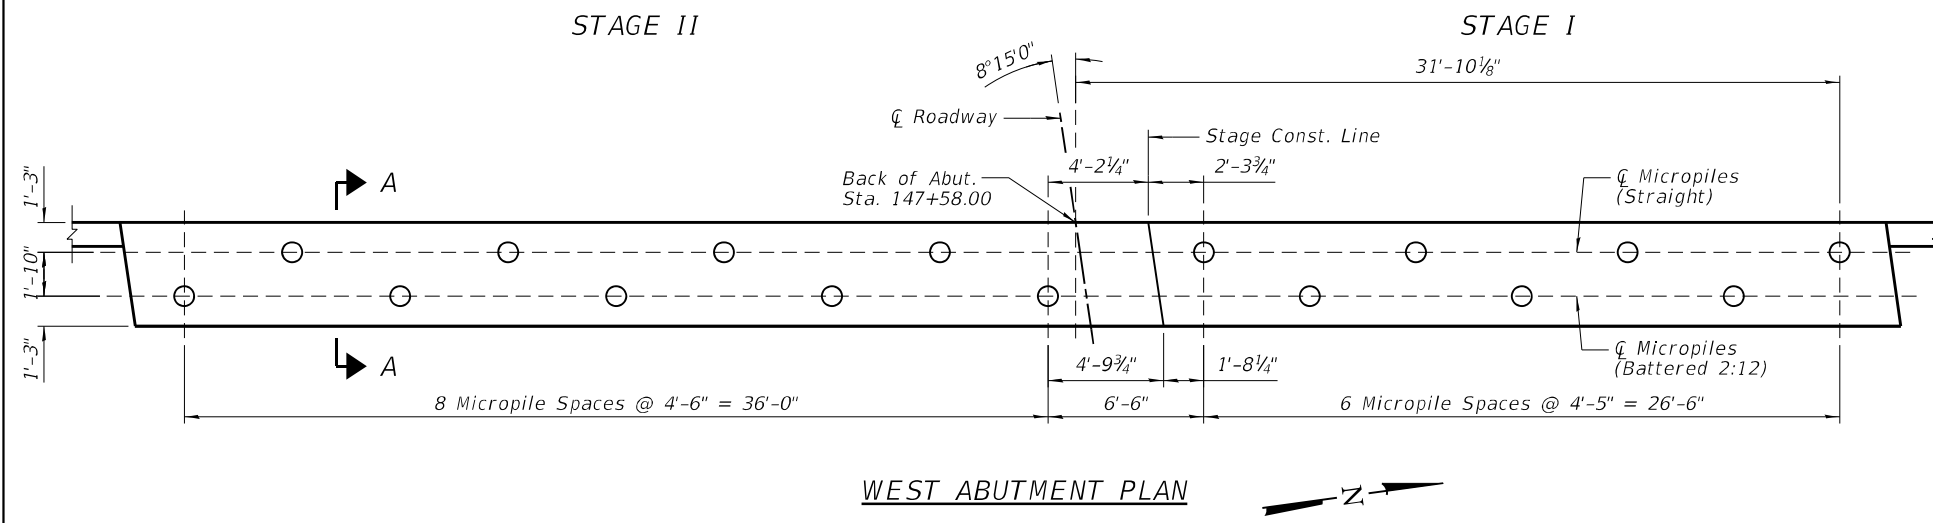 STAGE II
STAGE I
8°15'0"
31'-10⅛"
℄ Roadway
Stage Const. Line
4'-2¼"
2'-3¾"
1'-3"
A
Back of Abut.
Sta. 147+58.00
℄ Micropiles
(Straight)
1'-10"
1'-3"
A
4'-9¾"
1'-8¼"
℄ Micropiles
(Battered 2:12)
8 Micropile Spaces @ 4'-6" = 36'-0"
6'-6"
6 Micropile Spaces @ 4'-5" = 26'-6"
WEST ABUTMENT PLAN
N